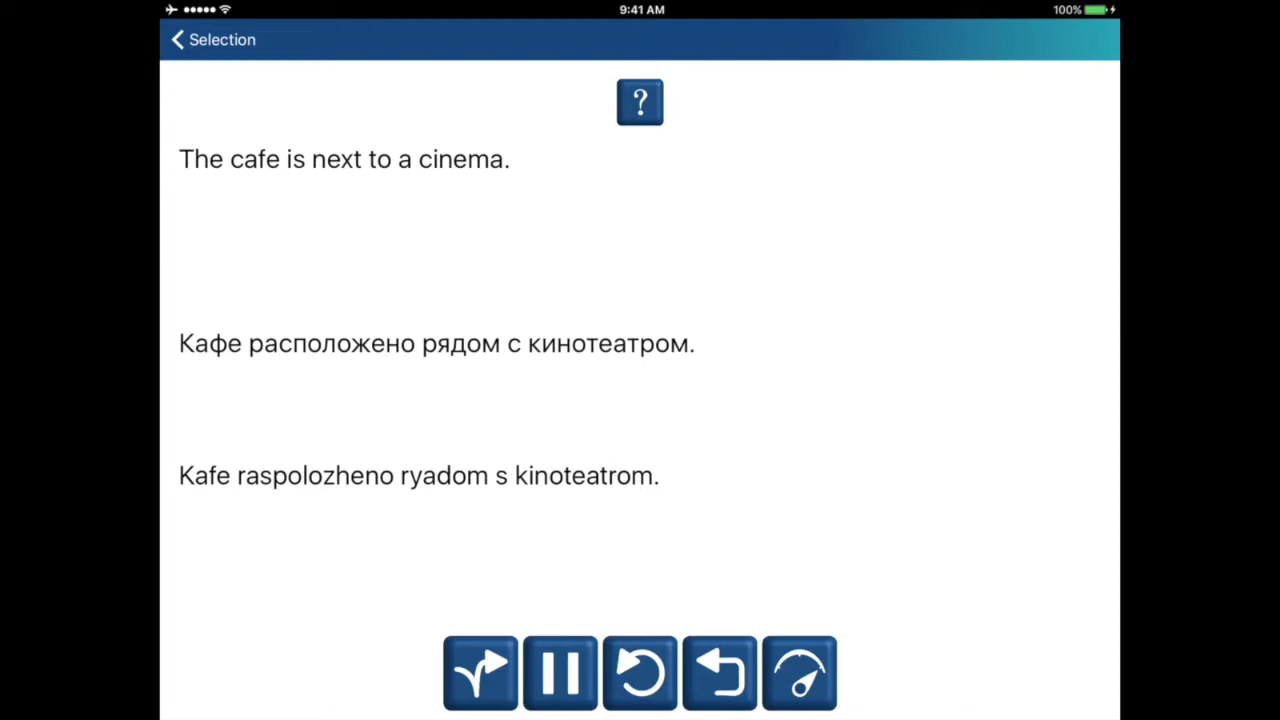 9:41 AM
100%
Selection
?
The cafe is next to a cinema.
Кафе расположено рядом с кинотеатром.
Kafe raspolozheno ryadom s kinoteatrom.